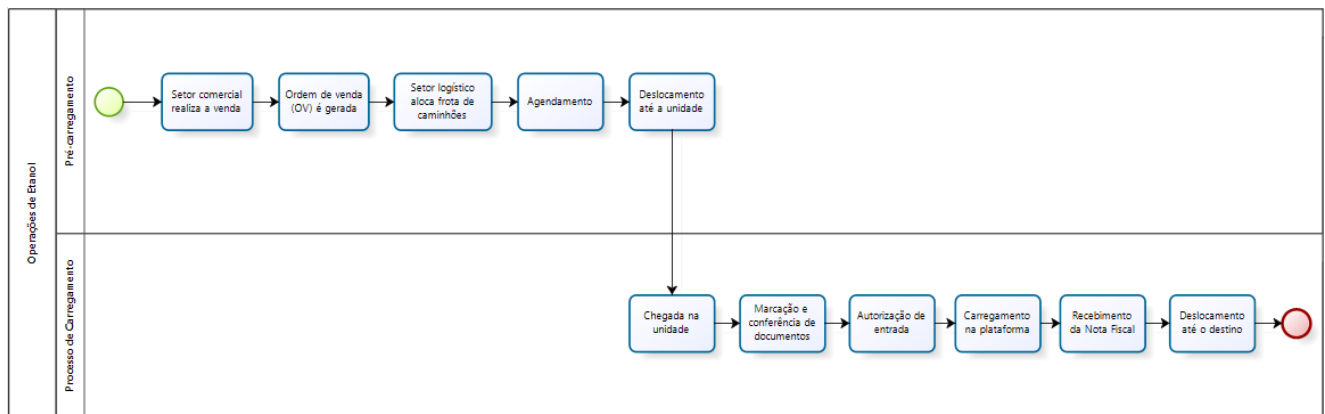 Operações de Etanol
Pré-carregamento
Setor comercial
realiza a venda
Ordem de venda
(OV) é gerada
Setor logístico
aloca frota de
caminhões
Agendamento
Deslocamento
até a unidade
Processo de Carregamento
Chegada na
unidade
Marcação e
conferência de
documentos
Autorização de
entrada
Carregamento
na plataforma
Recebimento
da Nota Fiscal
Deslocamento
até o destino